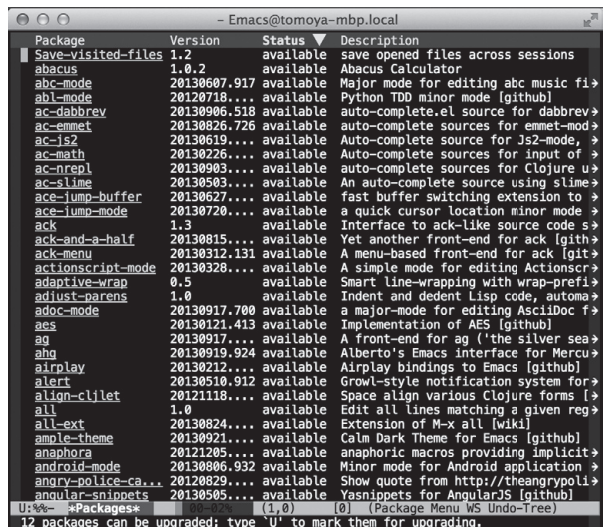 – Emacs@tomoya-mbp.local
Package Version Status ▼ Description
Save-visited-files 1.2 available save opened files across sessions
abacus 1.0.2 available Abacus Calculator
abc-mode 20130607.917 available Major mode for editing abc music fi→
abl-mode 20120718.... available Python TDD minor mode [github]
ac-dabbrev 20130906.518 available auto-complete.el source for dabbrev→
ac-emmet 20130826.726 available auto-complete sources for emmet-mod→
ac-js2 20130619.... available Auto-complete source for Js2-mode, →
ac-math 20130226.... available Auto-complete sources for input of →
ac-nrepl 20130903.... available auto-complete sources for Clojure u→
ac-slime 20130503.... available An auto-complete source using slime→
ace-jump-buffer 20130627.... available fast buffer switching extension to →
ace-jump-mode 20130720.... available a quick cursor location minor mode →
ack 1.3 available Interface to ack-like source code s→
ack-and-a-half 20130815.... available Yet another front-end for ack [gith→
ack-menu 20130312.131 available A menu-based front-end for ack [git→
actionscript-mode 20130328.... available A simple mode for editing Actionscr→
adaptive-wrap 0.5 available Smart line-wrapping with wrap-prefi→
adjust-parens 1.0 available Indent and dedent Lisp code, automa→
adoc-mode 20130917.700 available a major-mode for editing AsciiDoc f→
aes 20130121.413 available Implementation of AES [github]
ag 20130917.... available A front-end for ag ('the silver sea→
ahg 20130919.924 available Alberto's Emacs interface for Mercu→
airplay 20130212.... available Airplay bindings to Emacs [github]
alert 20130510.912 available Growl-style notification system for→
align-cljlet 20121118.... available Space align various Clojure forms [→
all 1.0 available Edit all lines matching a given reg→
all-ext 20130824.... available Extension of M-x all [wiki]
ample-theme 20130921.... available Calm Dark Theme for Emacs [github]
anaphora 20121205.... available anaphoric macros providing implicit→
android-mode 20130806.932 available Minor mode for Android application →
angry-police-ca... 20120829.... available Show quote from http://theangrypoli→
angular-snippets 20130505.... available Yasnippets for AngularJS [github]
U:%%– *Packages* 00-02% (1,0) [0] (Package Menu WS Undo-Tree)
12 packages can be upgraded; type `U' to mark them for upgrading.